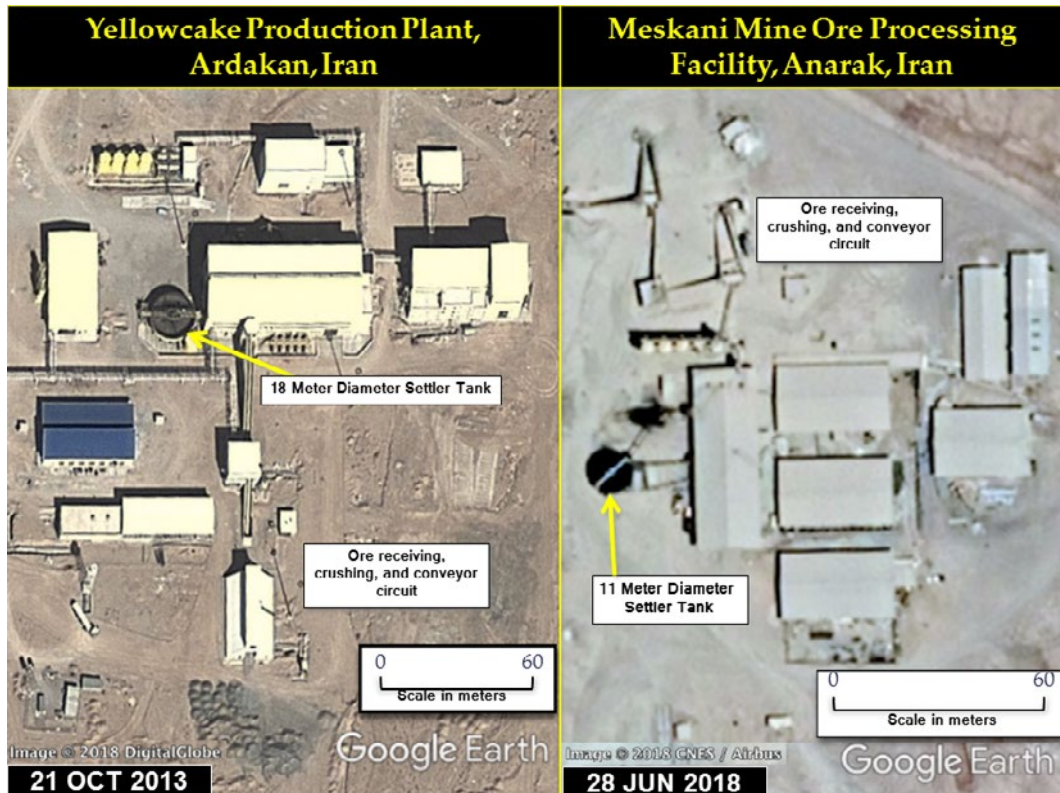 Yellowcake Production Plant,
Ardakan, Iran
18 Meter Diameter Settler Tank
Ore receiving,
crushing, and conveyor
circuit
0 60
Scale in meters
Image © 2018 DigitalGlobe
Google Earth
21 OCT 2013
Meskani Mine Ore Processing
Facility, Anarak, Iran
Ore receiving,
crushing, and conveyor
circuit
11 Meter Diameter
Settler Tank
0 60
Scale in meters
Image © 2018 CNES / Airbus
Google Earth
28 JUN 2018